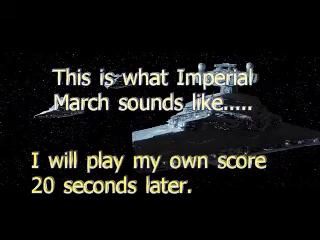 This is what Imperial
March sounds like.....
I will play my own score
20 seconds later.